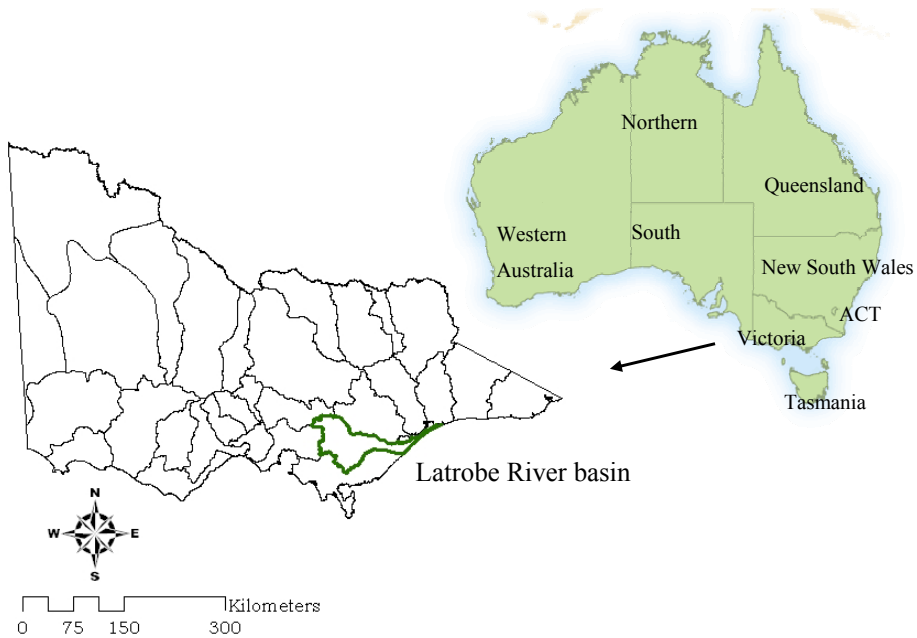 Northern
Queensland
Western
Australia
South
New South Wales
ACT
Victoria
Tasmania
Latrobe River basin
N
W E
S
Kilometers
0 75 150 300